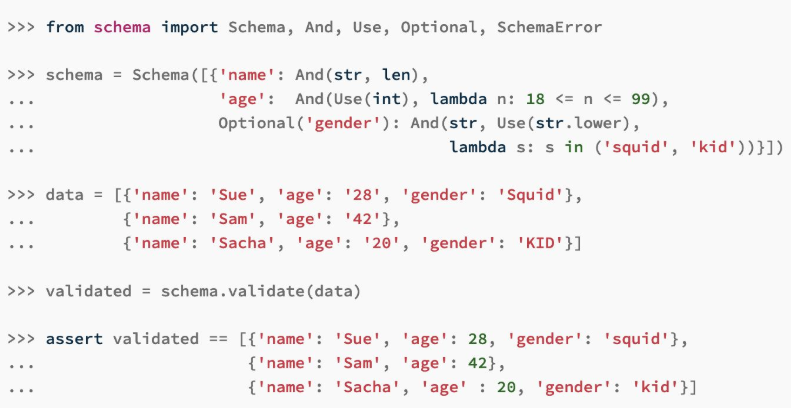 >>> from schema import Schema, And, Use, Optional, SchemaError
>>> schema = Schema([{'name': And(str, len),
...                   'age':  And(Use(int), lambda n: 18 <= n <= 99),
...                   Optional('gender'): And(str, Use(str.lower),
...                                           lambda s: s in ('squid', 'kid'))}])
>>> data = [{'name': 'Sue', 'age': '28', 'gender': 'Squid'},
...         {'name': 'Sam', 'age': '42'},
...         {'name': 'Sacha', 'age': '20', 'gender': 'KID'}]
>>> validated = schema.validate(data)
>>> assert validated == [{'name': 'Sue', 'age': 28, 'gender': 'squid'},
...                      {'name': 'Sam', 'age': 42},
...                      {'name': 'Sacha', 'age' : 20, 'gender': 'kid'}]